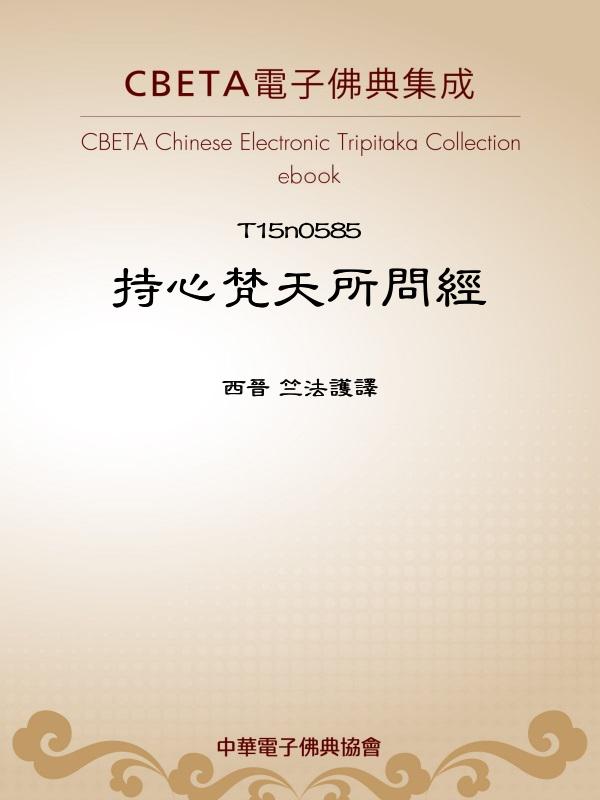 CBETA電子佛典集成
CBETA Chinese Electronic Tripitaka Collection
ebook
T15n0585
持心梵天所問經
西晉 竺法護譯
中華電子佛典協會